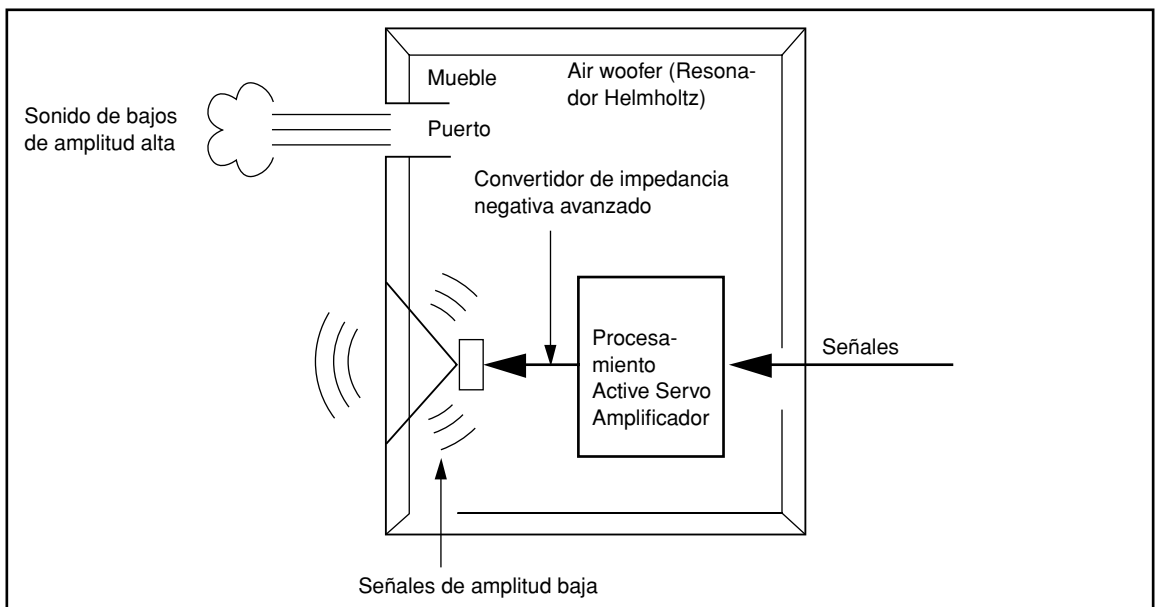 Mueble
Air woofer (Resona-
dor Helmholtz)
Sonido de bajos
de amplitud alta
Puerto
Convertidor de impedancia
negativa avanzado
Procesa-
miento
Active Servo
Amplificador
Señales
Señales de amplitud baja